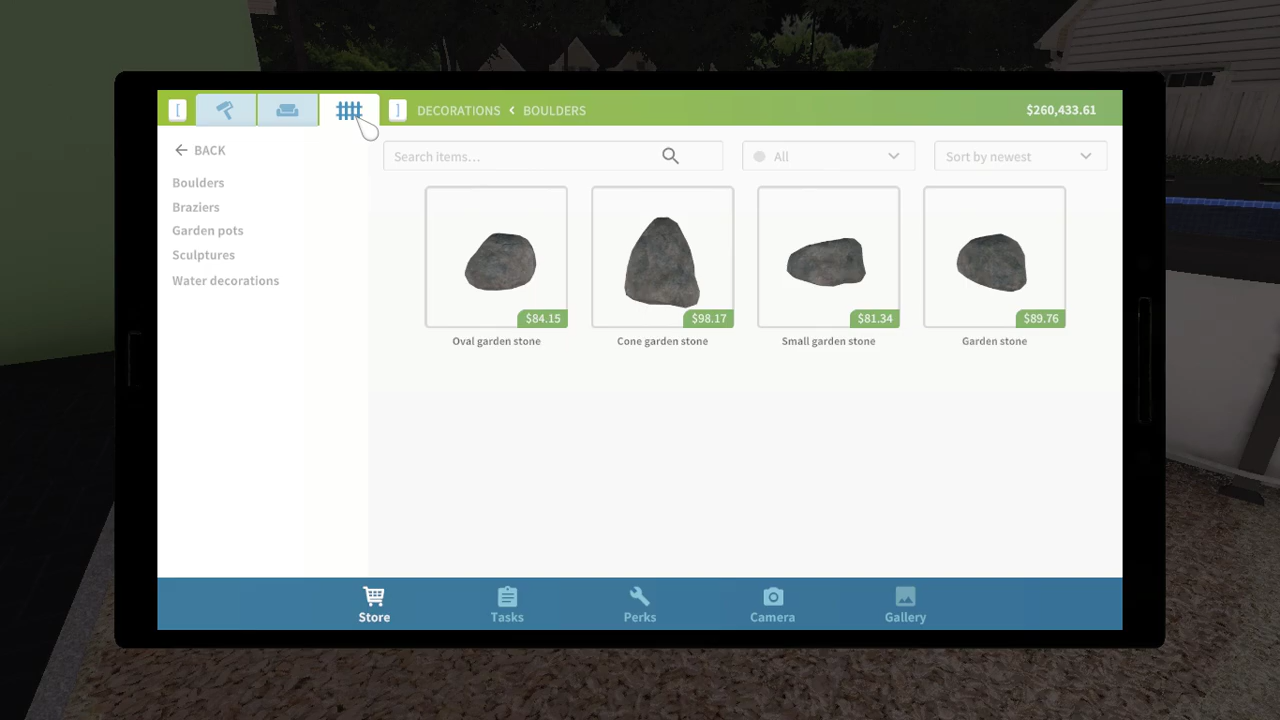 [ ] DECORATIONS < BOULDERS $260,433.61
BACK
Search items... All Sort by newest
Boulders
Braziers
Garden pots
Sculptures
Water decorations
$84.15 $98.17 $81.34 $89.76
Oval garden stone Cone garden stone Small garden stone Garden stone
Store Tasks Perks Camera Gallery